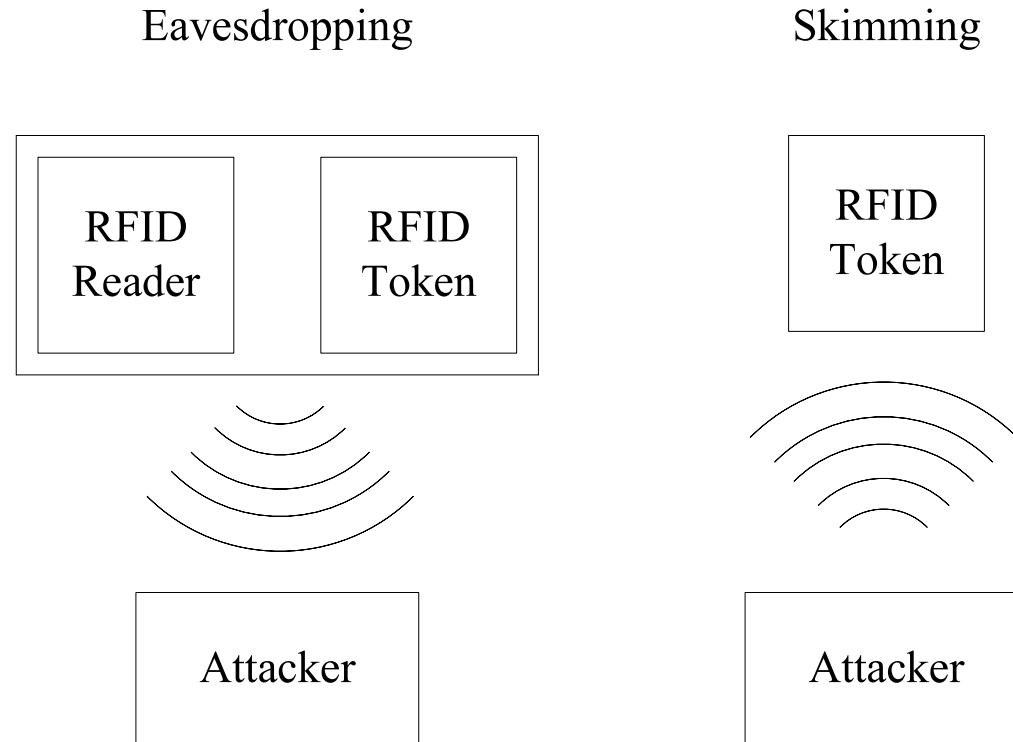 Eavesdropping
Skimming
RFID
Reader
RFID
Token
RFID
Token
Attacker
Attacker